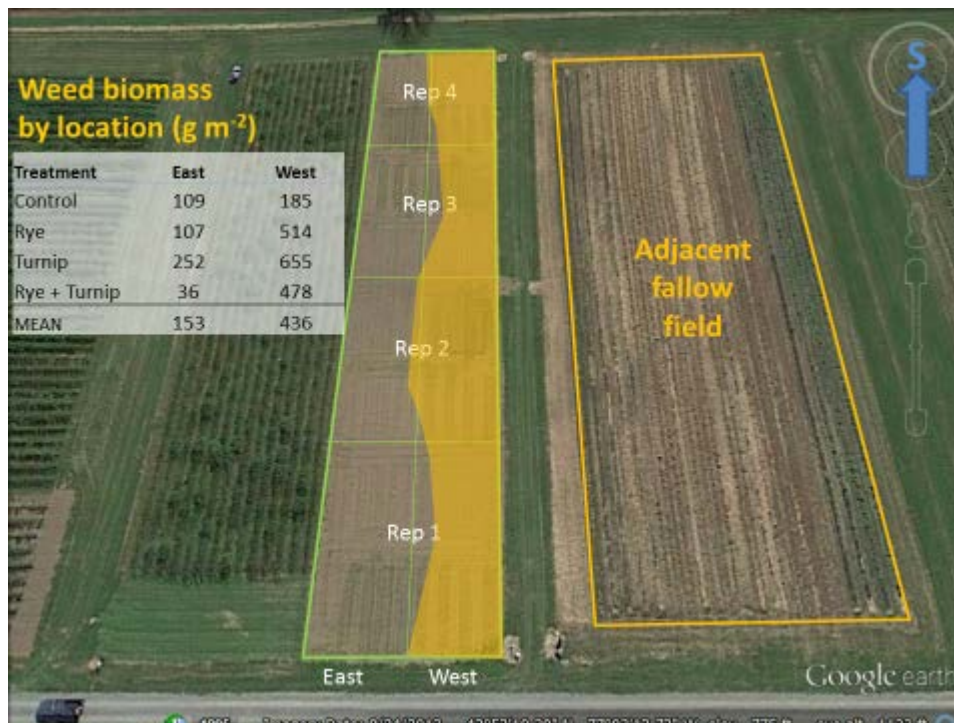 Weed biomass
by location (g m-2)
Treatment East West
Control 109 185
Rye 107 514
Turnip 252 655
Rye + Turnip 36 478
MEAN 153 436
Rep 4
Rep 3
Rep 2
Rep 1
East West
Adjacent
fallow
field
S
Google earth